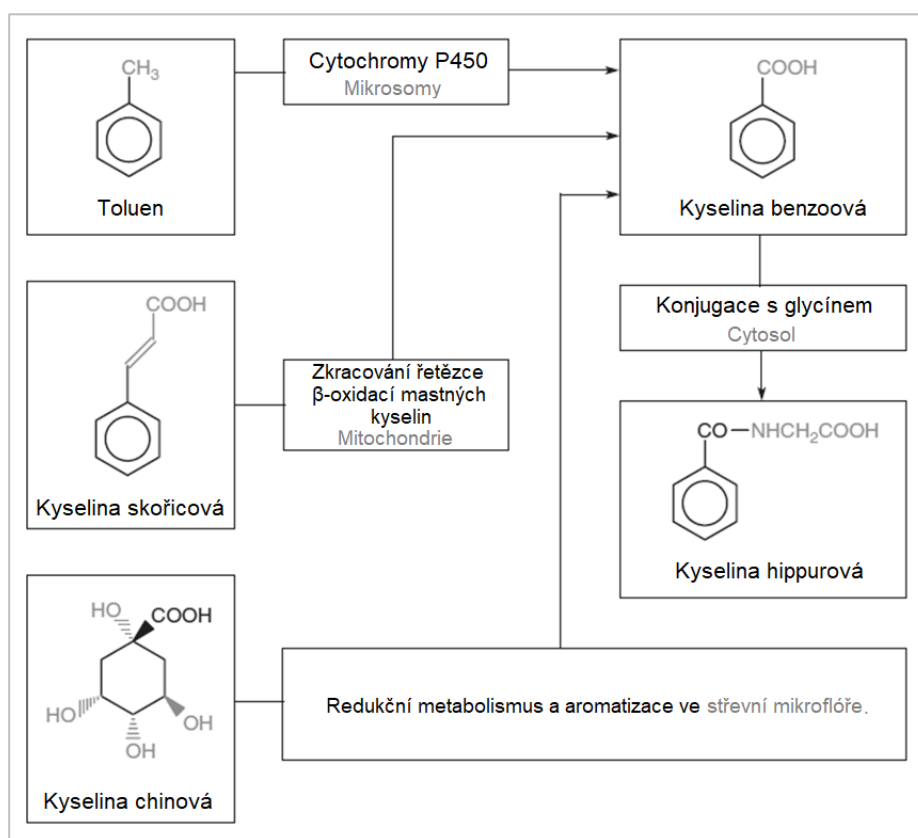 CH₃
Toluen
Cytochromy P450
Mikrosomy
COOH
Kyselina benzoová
COOH
Kyselina skořicová
Zkracování řetězce
β-oxidací mastných
kyselin
Mitochondrie
Konjugace s glycínem
Cytosol
CO—NHCH₂COOH
Kyselina hippurová
HO COOH
HO
OH
OH
Kyselina chinová
Redukční metabolismus a aromatizace ve střevní mikroflóře.